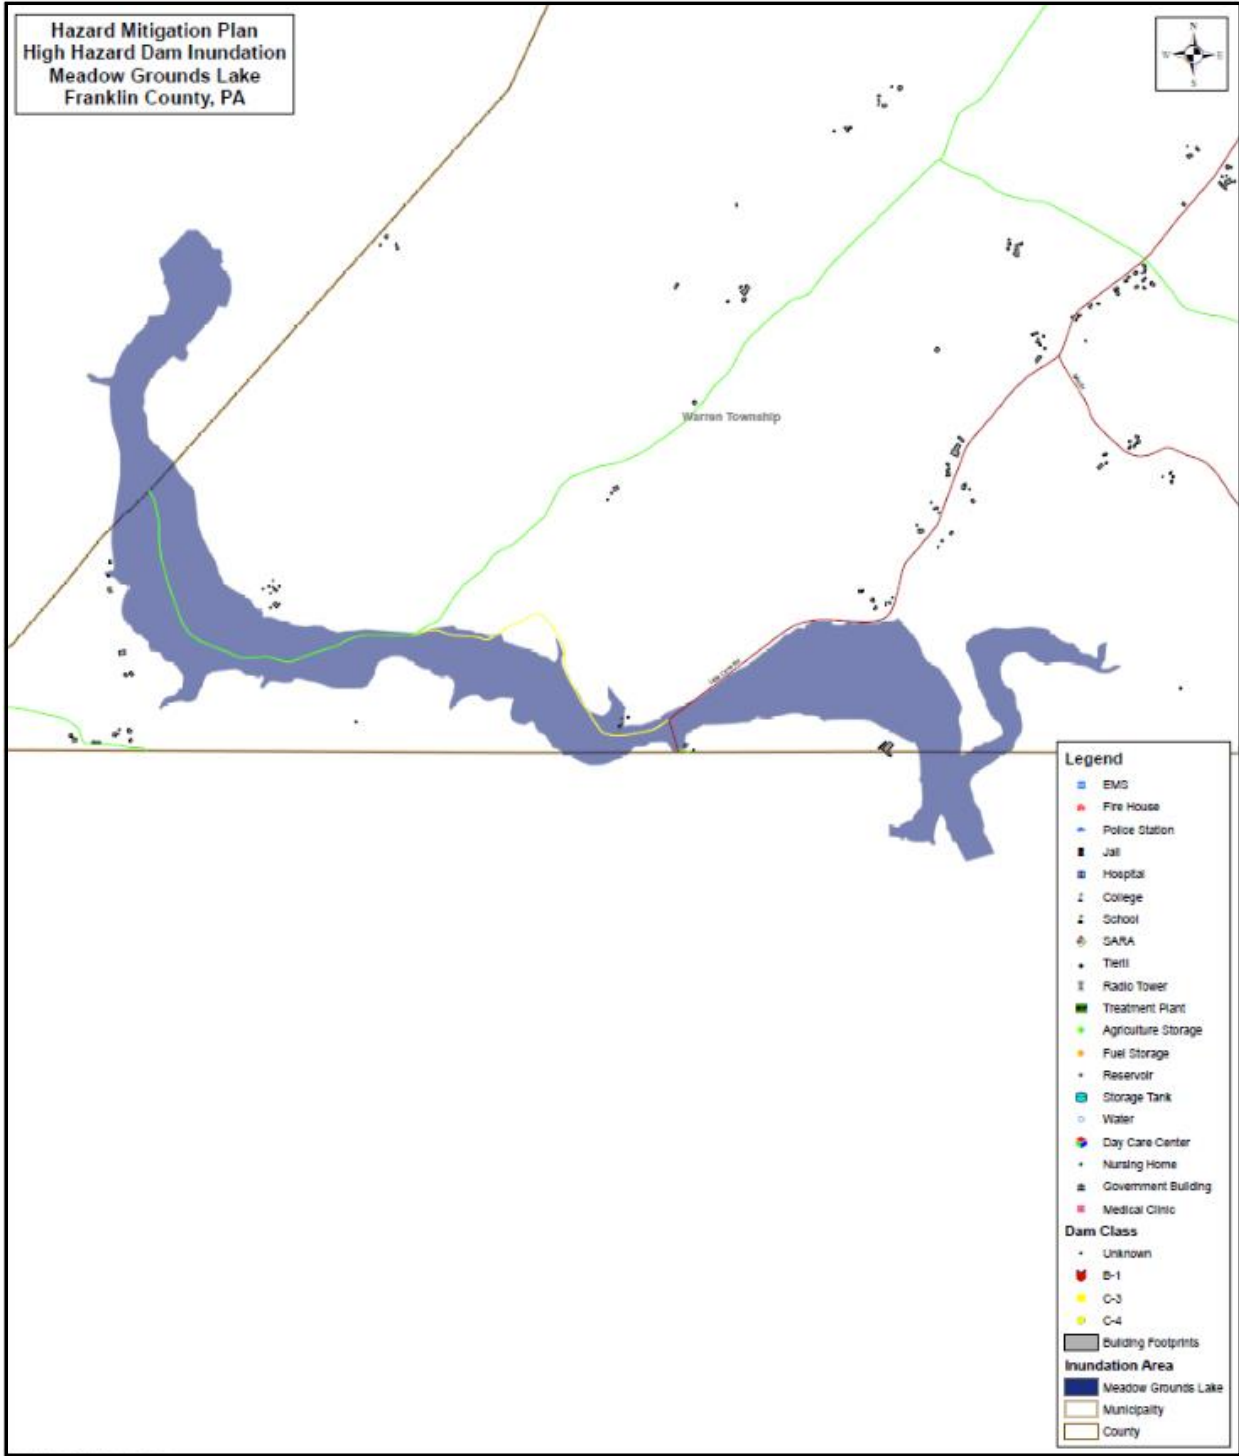 Hazard Mitigation Plan
High Hazard Dam Inundation
Meadow Grounds Lake
Franklin County, PA
N
W E
S
Warren Township
Legend
EMS
Fire House
Police Station
Jail
Hospital
College
School
SARA
TierII
Radio Tower
Treatment Plant
Agriculture Storage
Fuel Storage
Reservoir
Storage Tank
Water
Day Care Center
Nursing Home
Government Building
Medical Clinic
Dam Class
Unknown
B-1
C-3
C-4
Building Footprints
Inundation Area
Meadow Grounds Lake
Municipality
County